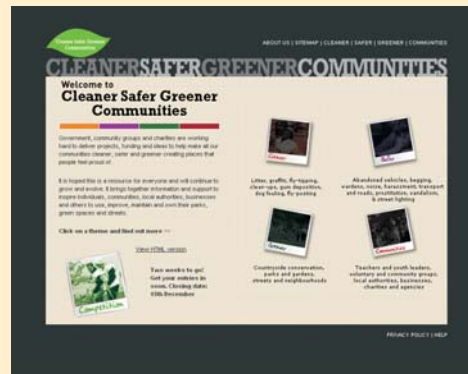 Cleaner Safer Greener
Communities
ABOUT US | SITEMAP | CLEANER | SAFER | GREENER | COMMUNITIES
CLEANERSAFERGREENERCOMMUNITIES
Welcome to
Cleaner Safer Greener
Communities
Government, community groups and charities are working
hard to deliver projects, funding and ideas to help make all our
communities cleaner, safer and greener creating places that
people feel proud of.
It is hoped this is a resource for everyone and will continue to
grow and evolve. It brings together information and support to
inspire individuals, communities, local authorities, businesses
and others to use, improve, maintain and own their parks,
green spaces and streets.
Click on a theme and find out more >>
View HTML version
Two weeks to go!
Get your entries in
soon. Closing date:
15th December
Competition
Cleaner
Litter, graffiti, fly-tipping,
clean-ups, gum deposition,
dog fouling, fly-posting
Safer
Abandoned vehicles, begging,
wardens, noise, harassment, transport
and roads, prostitution, vandalism,
& street lighting
Greener
Countryside conservation,
parks and gardens,
streets and neighbourhoods
Communities
Teachers and youth leaders,
voluntary and community groups,
local authorities, businesses,
charities and agencies
PRIVACY POLICY | HELP